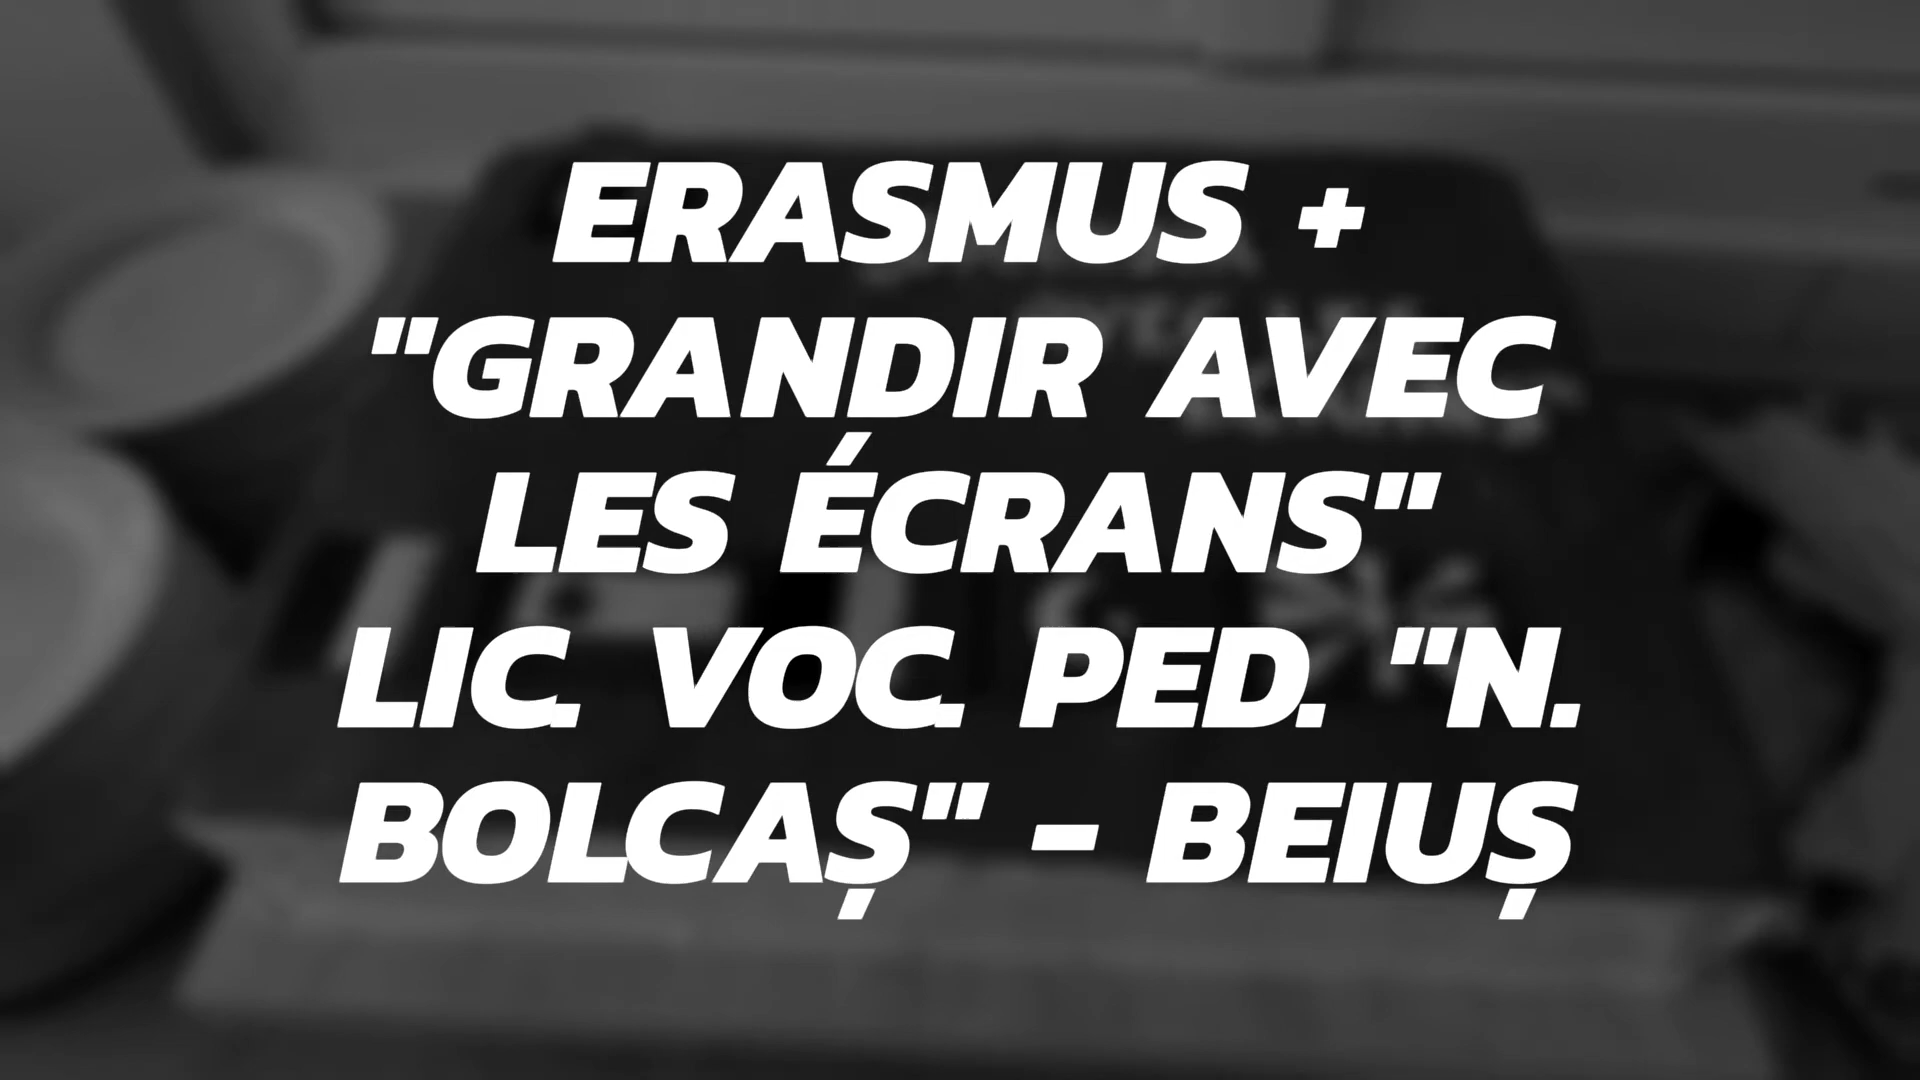 ERASMUS +
"GRANDIR AVEC
LES ÉCRANS"
LIC. VOC. PED. "N.
BOLCAȘ" - BEIUȘ